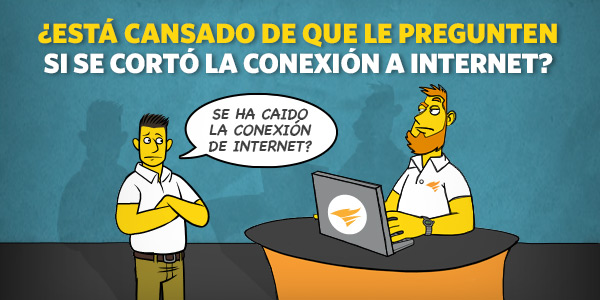 ¿ESTÁ CANSADO DE QUE LE PREGUNTEN
SI SE CORTÓ LA CONEXIÓN A INTERNET?
SE HA CAIDO
LA CONEXIÓN
DE INTERNET?